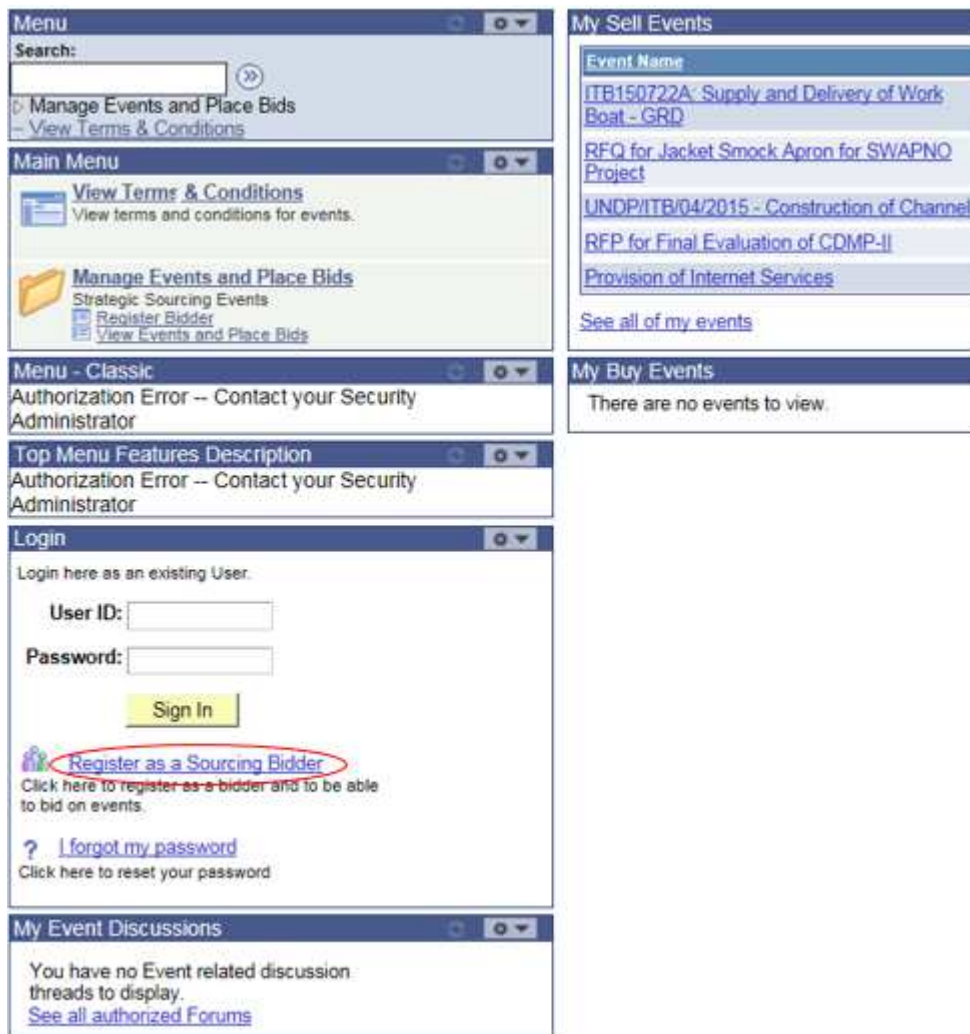 Menu
Search:
Manage Events and Place Bids
– View Terms & Conditions
Main Menu
View Terms & Conditions
View terms and conditions for events.
Manage Events and Place Bids
Strategic Sourcing Events
Register Bidder
View Events and Place Bids
Menu - Classic
Authorization Error -- Contact your Security
Administrator
Top Menu Features Description
Authorization Error -- Contact your Security
Administrator
Login
Login here as an existing User.
User ID:
Password:
Sign In
Register as a Sourcing Bidder
Click here to register as a bidder and to be able
to bid on events.
? I forgot my password
Click here to reset your password
My Event Discussions
You have no Event related discussion
threads to display.
See all authorized Forums
My Sell Events
Event Name
ITB150722A: Supply and Delivery of Work
Boat - GRD
RFQ for Jacket Smock Apron for SWAPNO
Project
UNDP/ITB/04/2015 - Construction of Channel
RFP for Final Evaluation of CDMP-II
Provision of Internet Services
See all of my events
My Buy Events
There are no events to view.